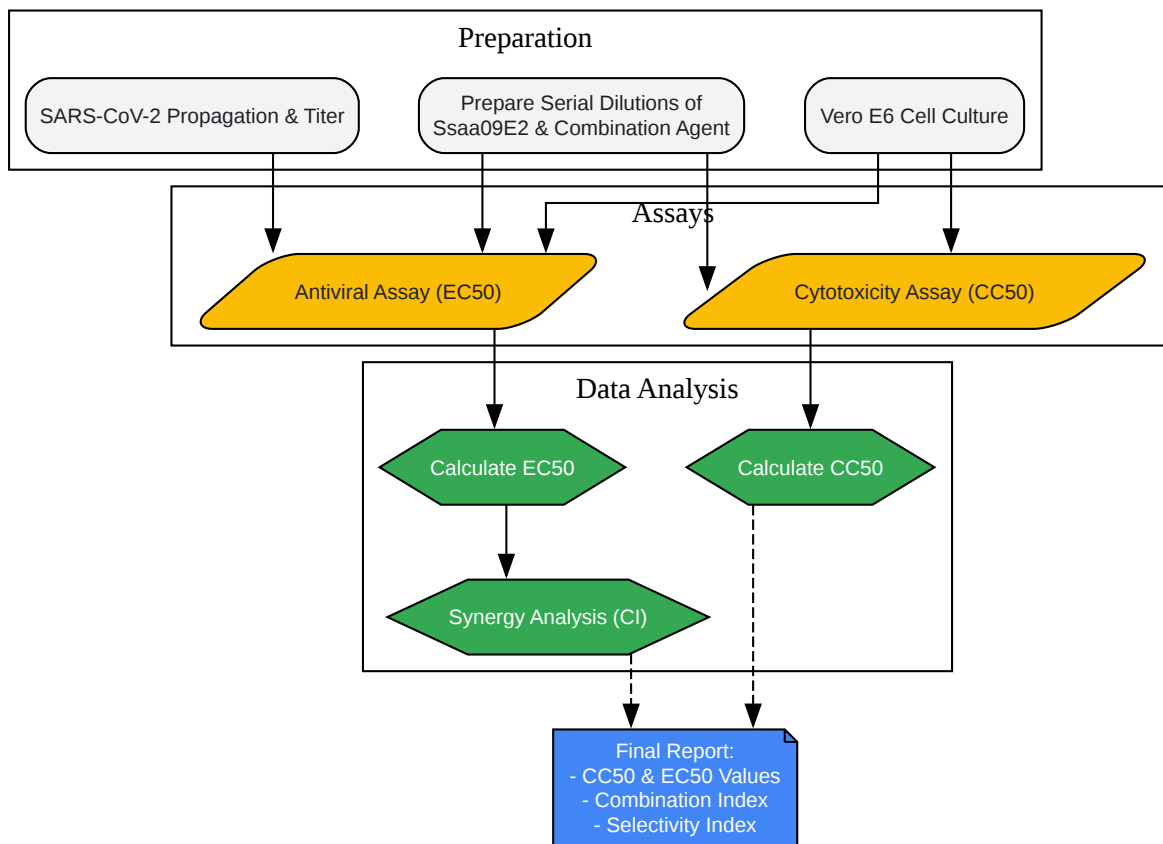 Preparation
SARS-CoV-2 Propagation & Titer
Prepare Serial Dilutions of
Ssaa09E2 & Combination Agent
Vero E6 Cell Culture
Assays
Antiviral Assay (EC50)
Cytotoxicity Assay (CC50)
Data Analysis
Calculate EC50
Calculate CC50
Synergy Analysis (CI)
Final Report:
- CC50 & EC50 Values
- Combination Index
- Selectivity Index